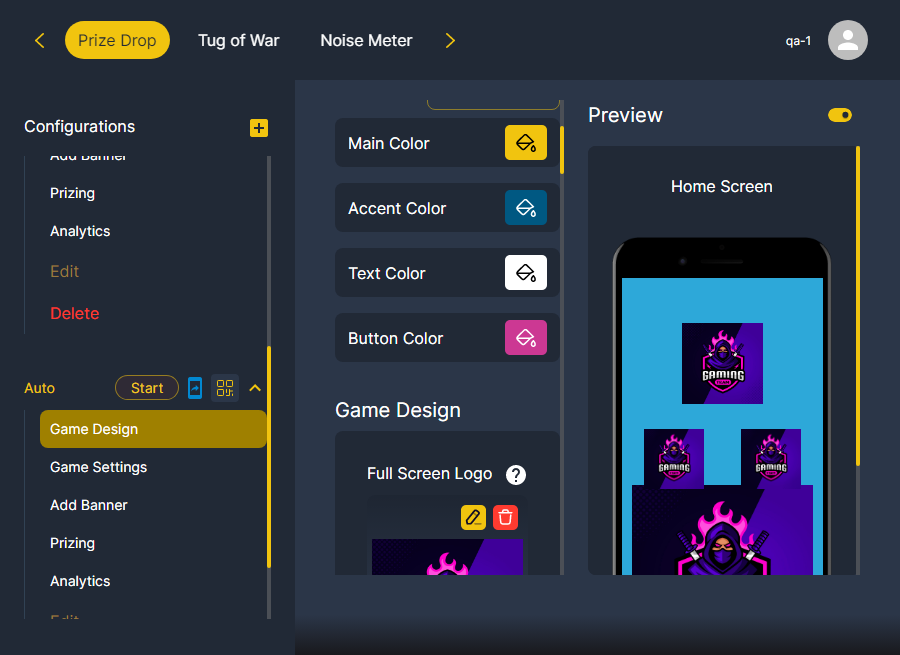 Prize Drop
Tug of War
Noise Meter
qa-1
Configurations
Add Banner
Prizing
Analytics
Edit
Delete
Auto
Start
Game Design
Game Settings
Add Banner
Prizing
Analytics
Edit
Main Color
Accent Color
Text Color
Button Color
Game Design
Full Screen Logo
?
Preview
Home Screen
GAMING
GAMING
GAMING